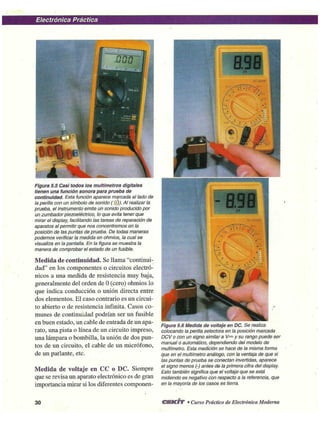 Electrónica Práctica
000
8.98
Figura 5.5 Casi todos los multímetros digitales
tienen una función sonora para prueba de
continuidad. Esta función aparece marcada al lado de
la perilla con un símbolo de sonido ( ). Al realizar la
prueba, el instrumento emite un sonido producido por
un zumbador piezoeléctrico, lo que evita tener que
mirar el display, facilitando las tareas de reparación de
aparatos al permitir que nos concentremos en la
posición de las puntas de prueba. De todas maneras
podemos verificar la medida en ohmios, la cual se
visualiza en la pantalla. En la figura se muestra la
manera de comprobar el estado de un fusible.
- 8.98
Medida de continuidad. Se llama "continui-
dad" en los componentes o circuitos electró-
nicos a una medida de resistencia muy baja,
generalmente del orden de 0 (cero) ohmios lo
que indica conducción o unión directa entre
dos elementos. El caso contrario es un circui-
to abierto o de resistencia infinita. Casos co-
munes de continuidad podrían ser un fusible
en buen estado, un cable de entrada de un apa-
rato, una pista o línea de un circuito impreso,
una lámpara o bombilla, la unión de dos pun-
tos de un circuito, el cable de un micrófono,
de un parlante, etc.
Medida de voltaje en CC o DC. Siempre
que se revisa un aparato electrónico es de gran
importancia mirar si los diferentes componen-
Figura 5.6 Medida de voltaje en DC. Se realiza
colocando la perilla selectora en la posición marcada
DCV o con un signo similar a V y su rango puede ser
manual o automático, dependiendo del modelo de
multímetro. Esta medición se hace de la misma forma
que en el multímetro análogo, con la ventaja de que si
las puntas de prueba se conectan invertidas, aparece
el signo menos (-) antes de la primera cifra del display.
Esto también significa que el voltaje que se está
midiendo es negativo con respecto a la referencia, que
en la mayoría de los casos es tierra.
30
CEKIT • Curso Práctico de Electrónica Moderna